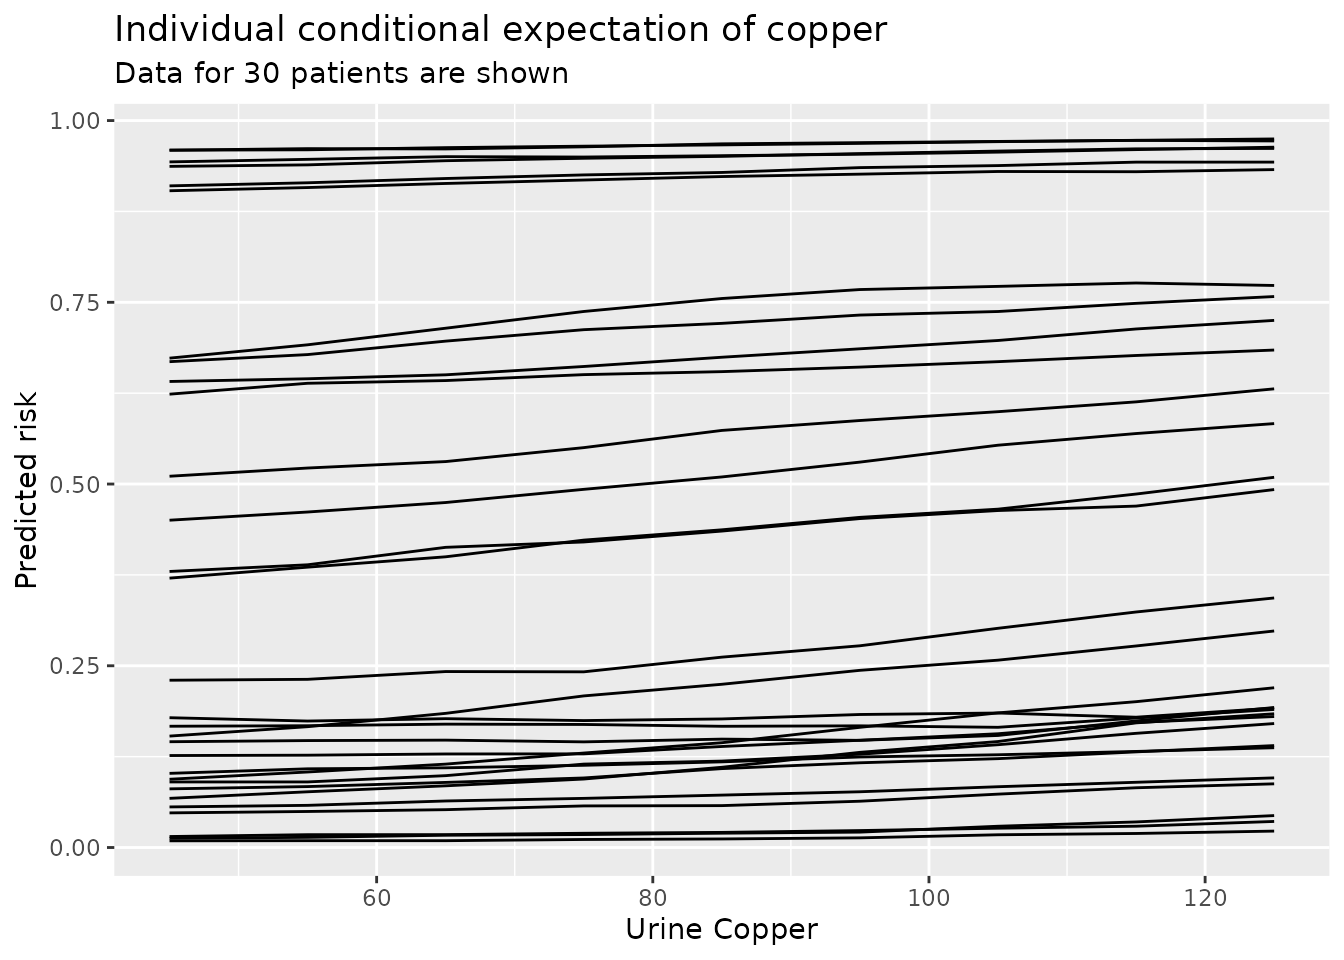 Individual conditional expectation of copper
Data for 30 patients are shown
1.00
0.75
0.50
0.25
0.00
Predicted risk
60 80 100 120
Urine Copper